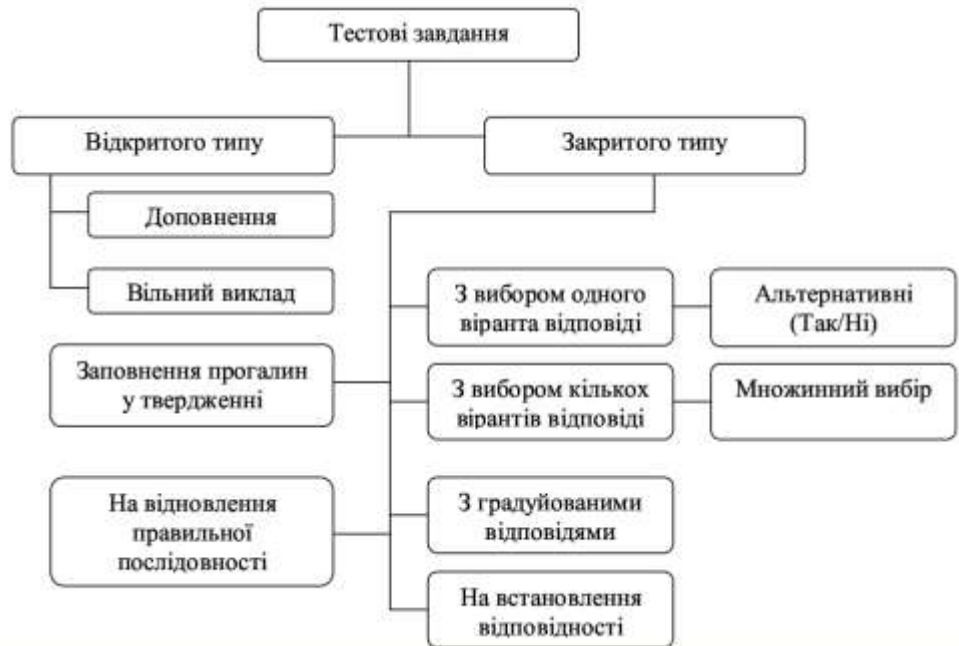 Тестові завдання
Відкритого типу
Закритого типу
Доповнення
Вільний виклад
З вибором одного
віранта відповіді
Альтернативні
(Так/Ні)
Заповнення прогалин
у твердженні
З вибором кількох
вірантів відповіді
Множинний вибір
На відновлення
правильної
послідовності
З градуйованими
відповідями
На встановлення
відповідності